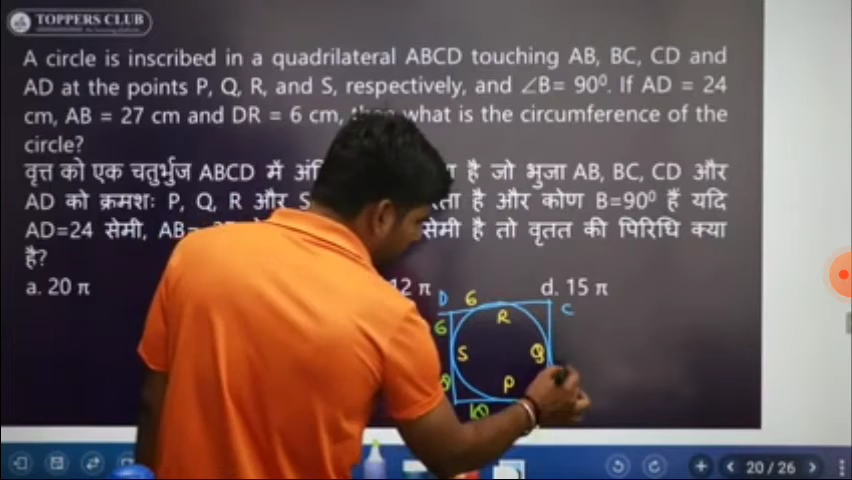 TOPPERS CLUB
A circle is inscribed in a quadrilateral ABCD touching AB, BC, CD and
AD at the points P, Q, R, and S, respectively, and ∠B= 90⁰. If AD = 24
cm, AB = 27 cm and DR = 6 cm, then what is the circumference of the
circle?
वृत्त को एक चतुर्भुज ABCD में है जो भुजा AB, BC, CD और
AD को क्रमशः P, Q, R और S है और कोण B=90⁰ हैं यदि
AD=24 सेमी, AB= सेमी है तो वृतत की पिरिधि क्या
है?
a. 20 π 12 π d. 15 π
D 6 C
6 R
S Q
P
20 / 26